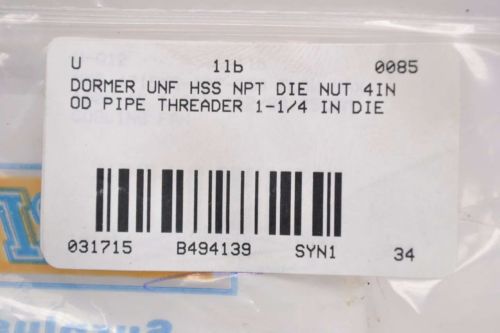 U 11b 0085
DORMER UNF HSS NPT DIE NUT 4IN
OD PIPE THREADER 1-1/4 IN DIE
031715 B494139 SYN1 34